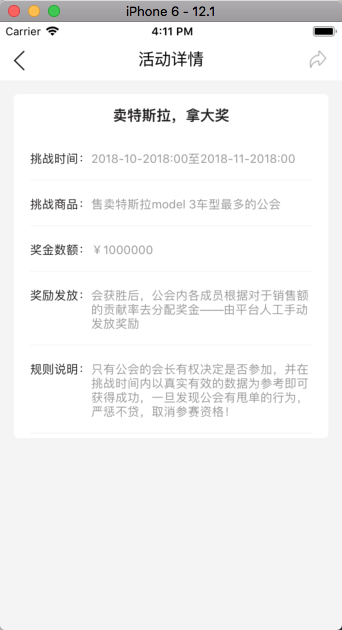 iPhone 6 - 12.1
Carrier 4:11 PM
活动详情
卖特斯拉，拿大奖
挑战时间： 2018-10-2018:00至2018-11-2018:00
挑战商品： 售卖特斯拉model 3车型最多的公会
奖金数额： ￥1000000
奖励发放： 会获胜后，公会内各成员根据对于销售额
的贡献率去分配奖金——由平台人工手动
发放奖励
规则说明： 只有公会的会长有权决定是否参加，并在
挑战时间内以真实有效的数据为参考即可
获得成功，一旦发现公会有甩单的行为，
严惩不贷，取消参赛资格！